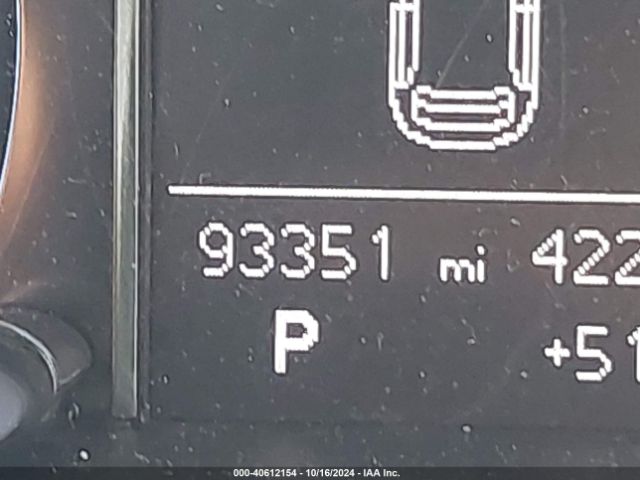 93351 mi 422
P +51
000-40612154 - 10/16/2024 - IAA Inc.